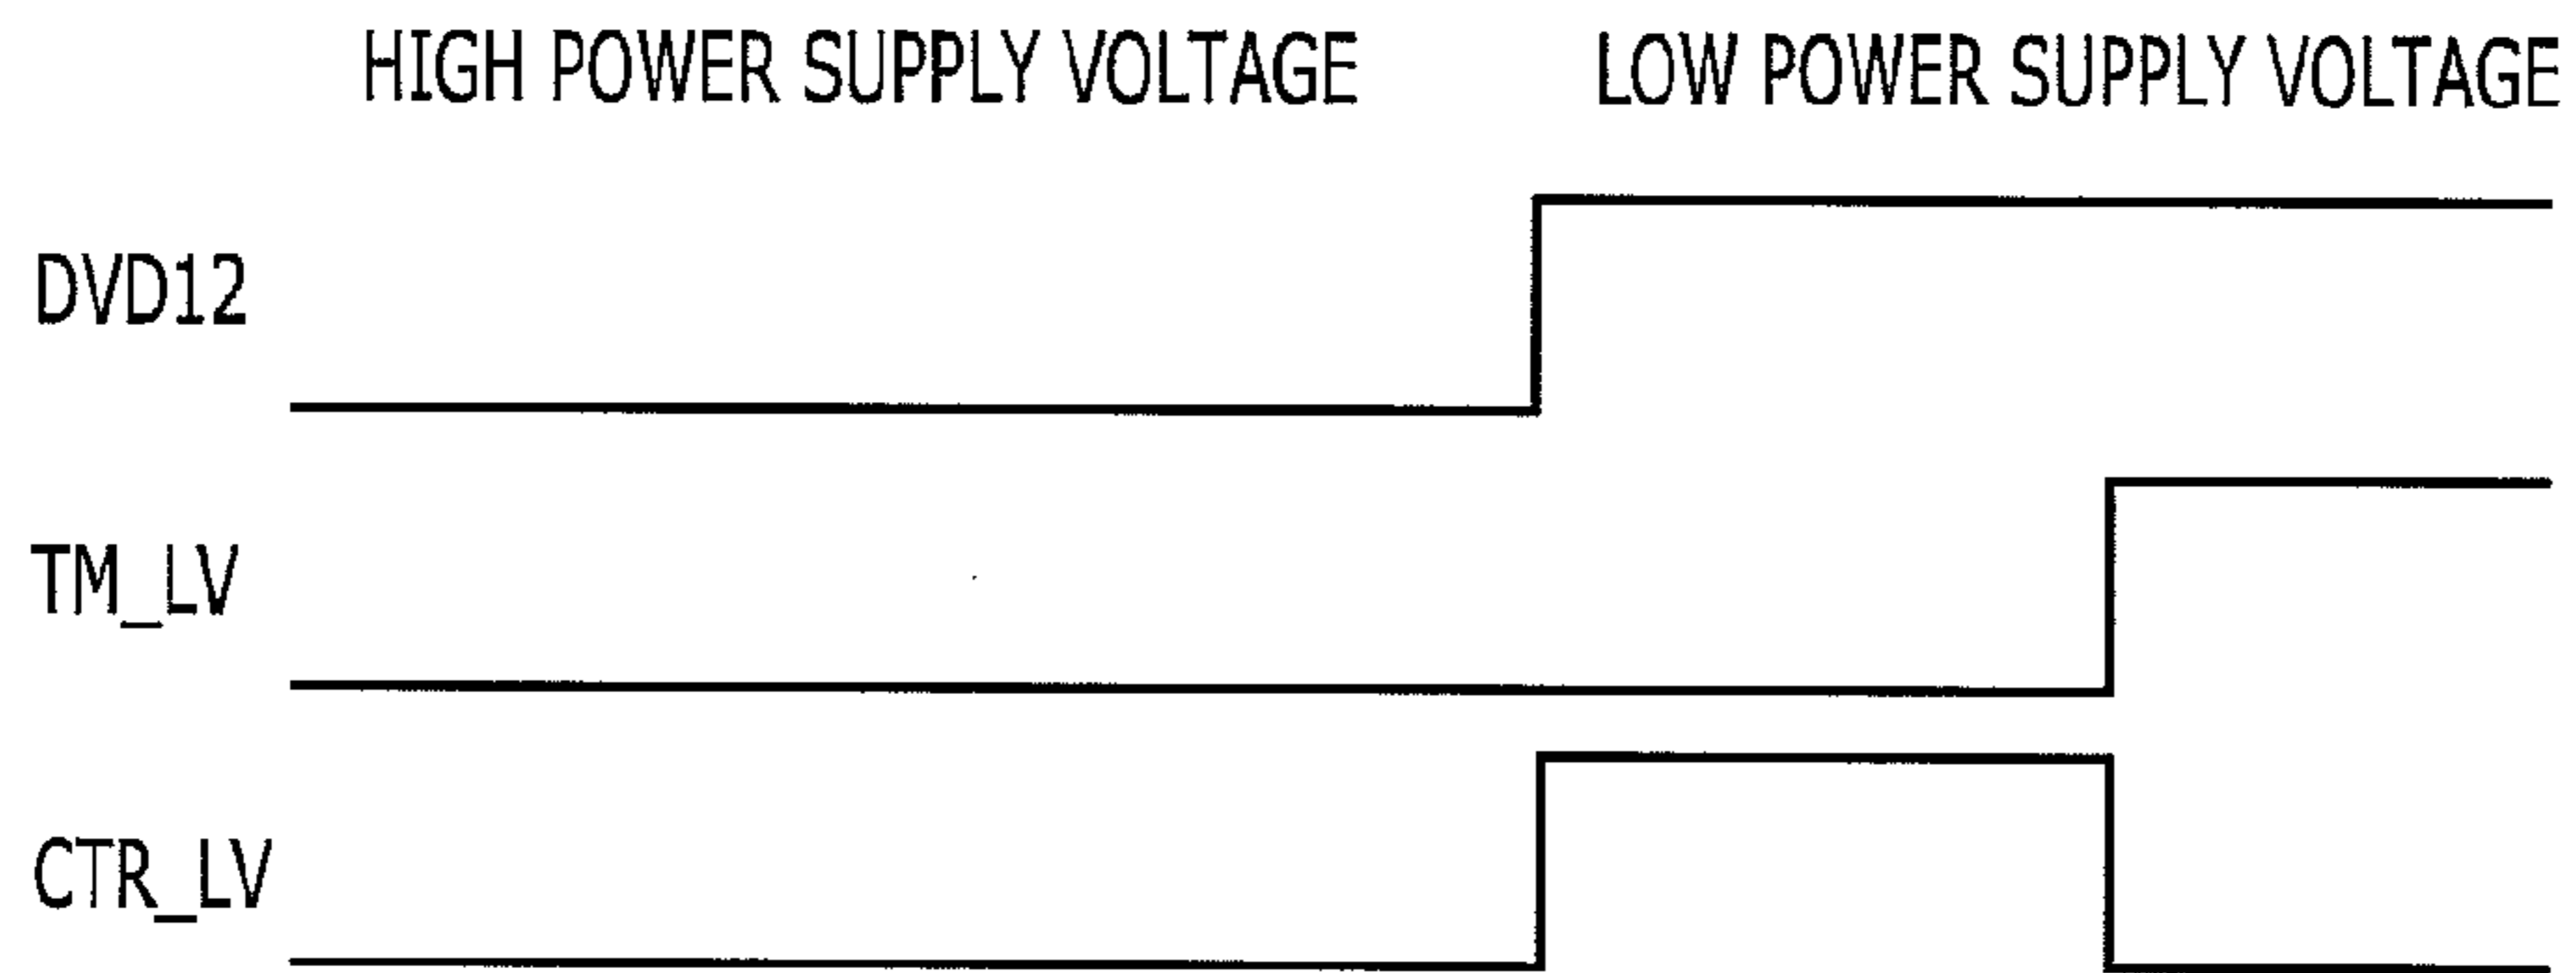 HIGH POWER SUPPLY VOLTAGE LOW POWER SUPPLY VOLTAGE
DVD12
TM_LV
CTR_LV